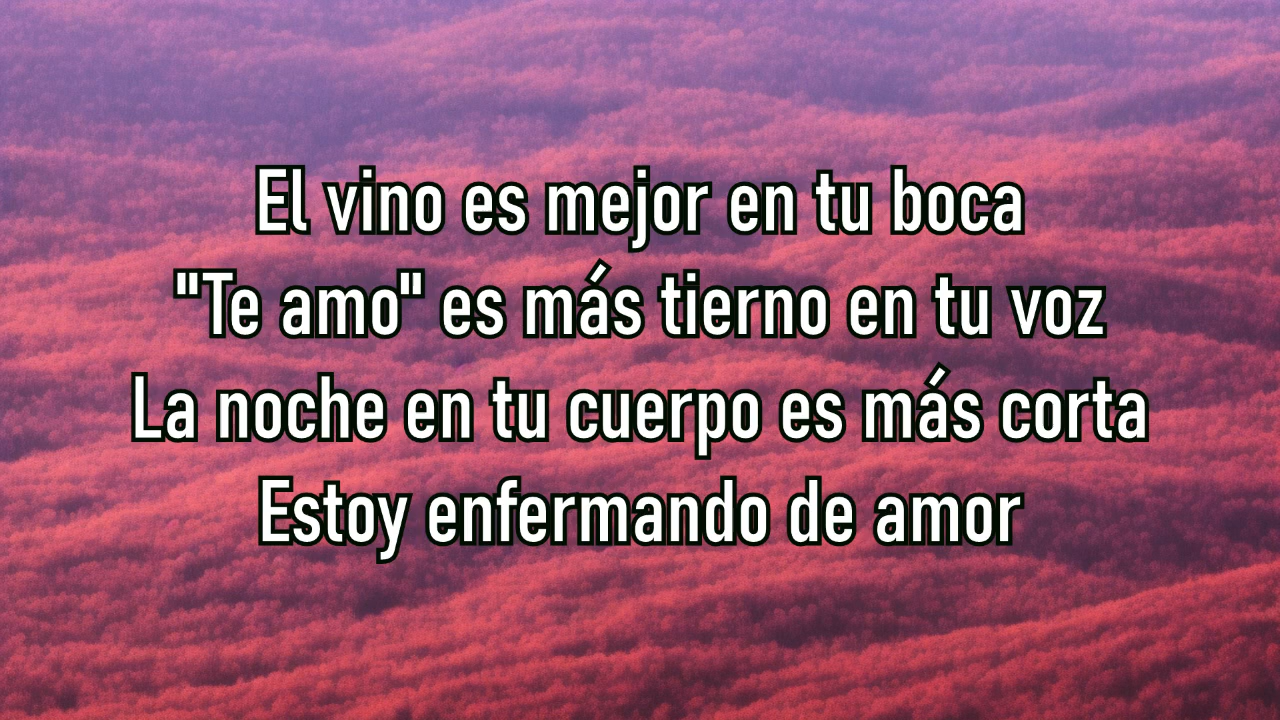 El vino es mejor en tu boca
"Te amo" es más tierno en tu voz
La noche en tu cuerpo es más corta
Estoy enfermando de amor